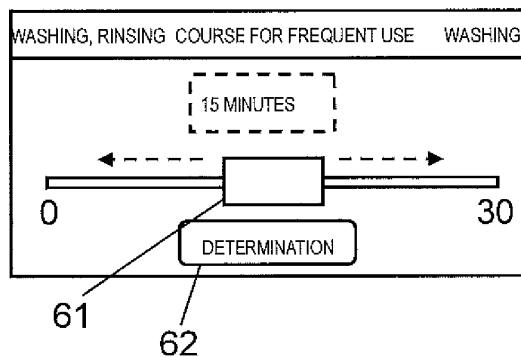 WASHING, RINSING COURSE FOR FREQUENT USE WASHING
15 MINUTES
0 30
DETERMINATION
61
62